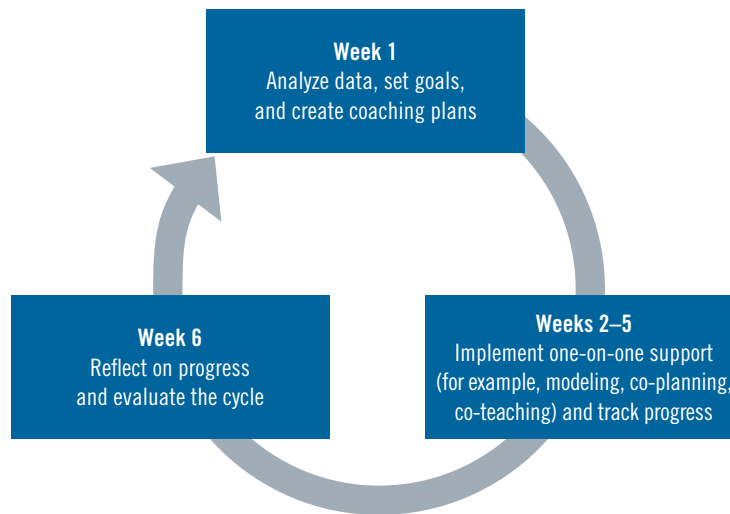 Week 1
Analyze data, set goals,
and create coaching plans
Week 6
Reflect on progress
and evaluate the cycle
Weeks 2–5
Implement one-on-one support
(for example, modeling, co-planning,
co-teaching) and track progress